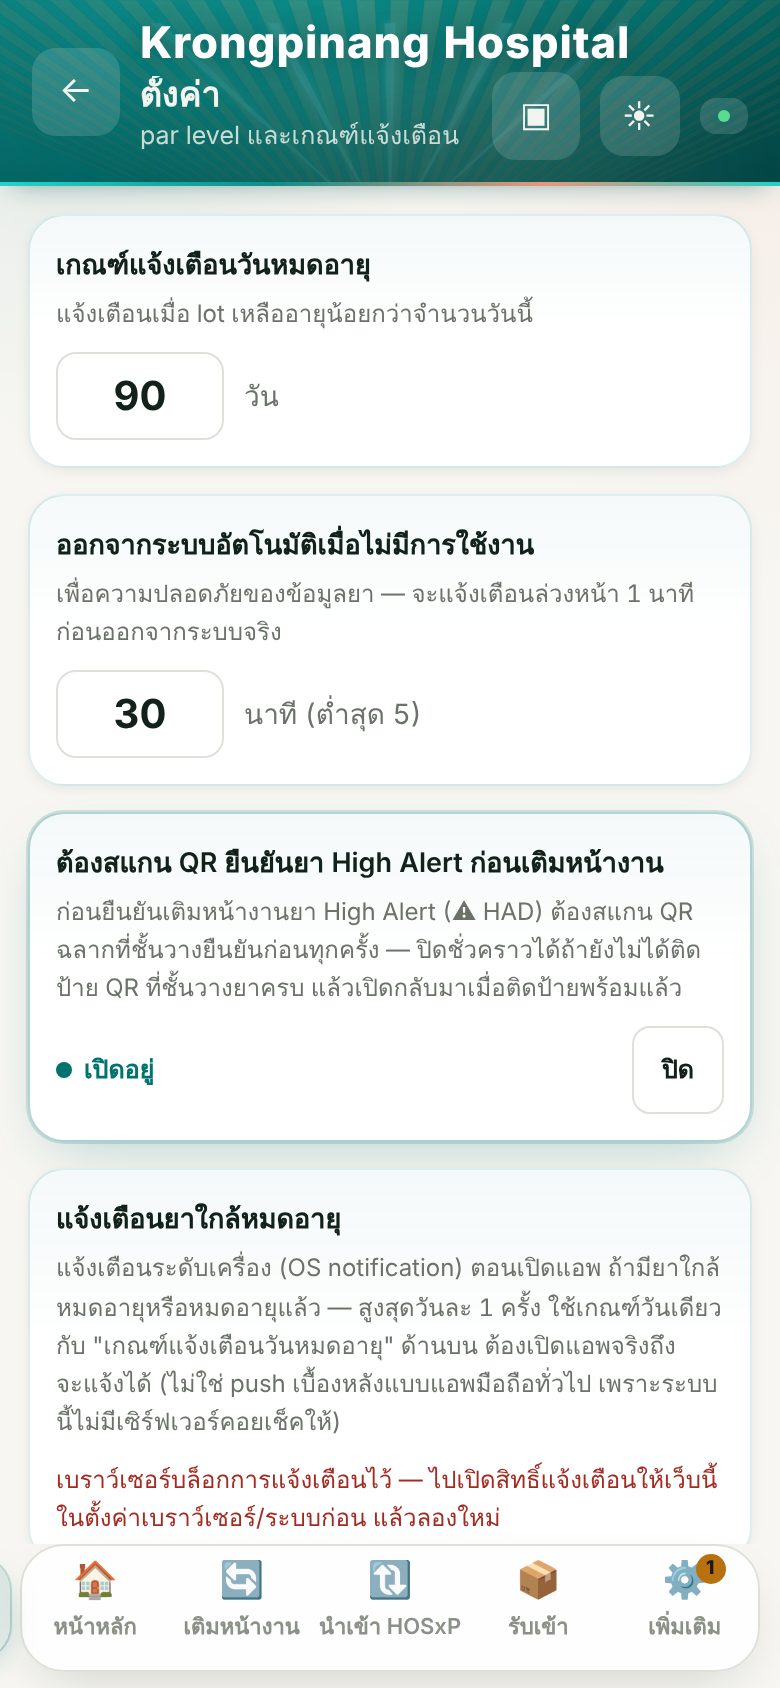 Krongpinang Hospital
ตั้งค่า
par level และเกณฑ์แจ้งเตือน
เกณฑ์แจ้งเตือนวันหมดอายุ
แจ้งเตือนเมื่อ lot เหลืออายุน้อยกว่าจำนวนวันนี้
90 วัน
ออกจากระบบอัตโนมัติเมื่อไม่มีการใช้งาน
เพื่อความปลอดภัยของข้อมูลยา — จะแจ้งเตือนล่วงหน้า 1 นาที
ก่อนออกจากระบบจริง
30 นาที (ต่ำสุด 5)
ต้องสแกน QR ยืนยันยา High Alert ก่อนเติมหน้างาน
ก่อนยืนยันเติมหน้างานยา High Alert (⚠ HAD) ต้องสแกน QR
ฉลากที่ชั้นวางยืนยันก่อนทุกครั้ง — ปิดชั่วคราวได้ถ้ายังไม่ได้ติด
ป้าย QR ที่ชั้นวางยาครบ แล้วเปิดกลับมาเมื่อติดป้ายพร้อมแล้ว
เปิดอยู่ ปิด
แจ้งเตือนยาใกล้หมดอายุ
แจ้งเตือนระดับเครื่อง (OS notification) ตอนเปิดแอพ ถ้ามียาใกล้
หมดอายุหรือหมดอายุแล้ว — สูงสุดวันละ 1 ครั้ง ใช้เกณฑ์วันเดียว
กับ "เกณฑ์แจ้งเตือนวันหมดอายุ" ด้านบน ต้องเปิดแอพจริงถึง
จะแจ้งได้ (ไม่ใช่ push เบื้องหลังแบบแอพมือถือทั่วไป เพราะระบบ
นี้ไม่มีเซิร์ฟเวอร์คอยเช็คให้)
เบราว์เซอร์บล็อกการแจ้งเตือนไว้ — ไปเปิดสิทธิ์แจ้งเตือนให้เว็บนี้
ในตั้งค่าเบราว์เซอร์/ระบบก่อน แล้วลองใหม่
1
หน้าหลัก เติมหน้างาน นำเข้า HOSxP รับเข้า เพิ่มเติม